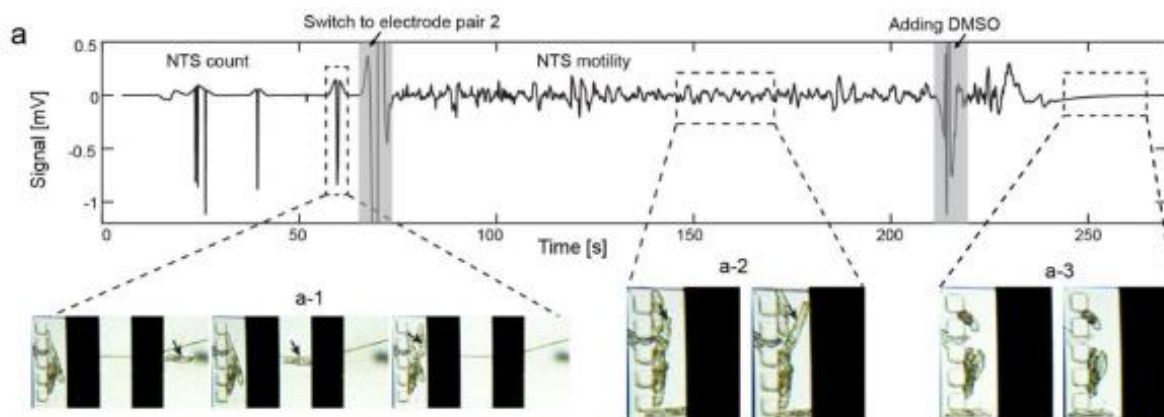 a
Switch to electrode pair 2
Adding DMSO
0.5
NTS count
NTS motility
0
-0.5
-1
Signal [mV]
0
50
100
150
200
250
Time [s]
a-1
a-2
a-3